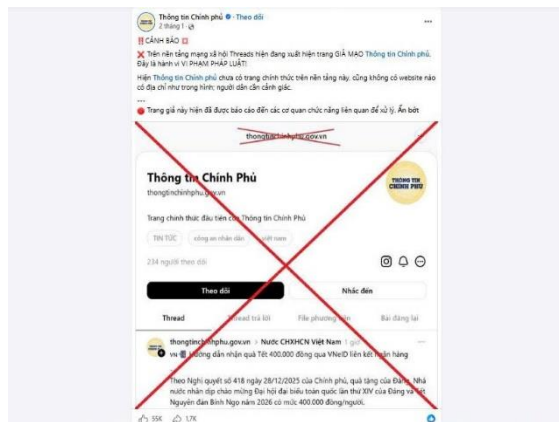 Thông tin Chính phủ · Theo dõi
2 tháng 1
‼️ CẢNH BÁO 💢
❌ Trên nền tảng mạng xã hội Threads hiện đang xuất hiện trang GIẢ MẠO Thông tin Chính phủ.
Đây là hành vi VI PHẠM PHÁP LUẬT!
Hiện Thông tin Chính phủ chưa có trang chính thức trên nền tảng này, cũng không có website nào
có địa chỉ như trong hình; người dân cần cảnh giác.
...
🔴 Trang giả này hiện đã được báo cáo đến các cơ quan chức năng liên quan để xử lý. Ẩn bớt
thongtinchinhphu.gov.vn
Thông tin Chính Phủ
thongtinchinhphu.gov.vn
THÔNG TIN
CHÍNH PHỦ
Trang chính thức đầu tiên của Thông tin Chính Phủ
TIN TỨC
công an nhân dân
việt nam
234 người theo dõi
Theo dõi
Nhắc đến
Thread
Thread trả lời
File phương tiện
Bài đăng lại
thongtinchinhphu.gov.vn > Nước CHXHCN Việt Nam 1 giờ
Hướng dẫn nhận quà Tết 400.000 đồng qua VNeID liên kết ngân hàng
Theo Nghị quyết số 418 ngày 28/12/2025 của Chính phủ, quà tặng của Đảng, Nhà
nước nhân dịp chào mừng Đại hội đại biểu toàn quốc lần thứ XIV của Đảng và Tết
Nguyên đán Bính Ngọ năm 2026 có mức 400.000 đồng/người.
55K
1,7K